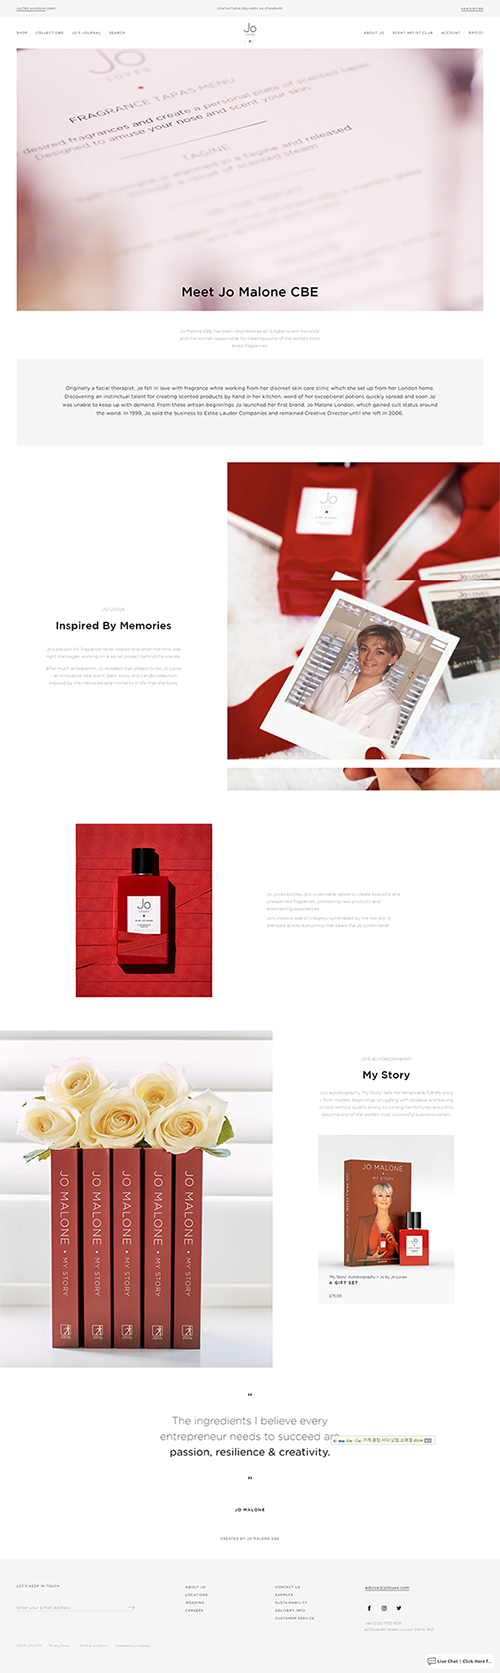 UNITED KINGDOM (GBP)
CONTACTLESS DELIVERY AS STANDARD
NEWSLETTER
SHOP COLLECTIONS JO'S JOURNAL SEARCH
Jo
LOVES
ABOUT JO SCENT ARTIST CLUB ACCOUNT
Jo
LOVES
FRAGRANCE TAPAS MENU
desired fragrances and create a personal plate of scented tapas.
Designed to amuse your nose and scent your skin.
TAGINE
is warmed in a tagine and released
through a cloud of scented steam
Meet Jo Malone CBE
Jo Malone CBE has been described as an 'English scent maverick'
and the woman responsible for creating some of the world's most
loved fragrances.
Originally a facial therapist, Jo fell in love with fragrance while working from her discreet skin care clinic which she set up from her London home.
Discovering an instinctual talent for creating scented products by hand in her kitchen, word of her exceptional potions quickly spread and soon Jo
was unable to keep up with demand. From these artisan beginnings Jo launched her first brand, Jo Malone London, which gained cult status around
the world. In 1999, Jo sold the business to Estée Lauder Companies and remained Creative Director until she left in 2006.
Jo
LOVES
Jo LOVES
JO LOVES
Inspired By Memories
Jo's passion for fragrance never ceased and when the time was
right she began working on a secret project behind the scenes.
After much anticipation, Jo revealed that project to be: Jo Loves
- an innovative new scent, bath, body, and candle collection
inspired by the memories and moments in life that she loves.
Jo
LOVES
Jo Loves bottles Jo's undeniable desire to create beautiful and
unexpected fragrances, pioneering new products and
entertaining experiences.
Jo's creative seal of integrity, symbolised by the red dot, is
stamped across everything that bears the Jo Loves name.
JO MALONE • MY STORY
JO MALONE • MY STORY
JO MALONE • MY STORY
JO MALONE • MY STORY
JO MALONE • MY STORY
JO'S AUTOBIOGRAPHY
My Story
Jo's autobiography 'My Story' tells her remarkable full-life story
- from modest beginnings, struggling with dyslexia and leaving
school without qualifications, to turning her fortunes around to
become one of the world's most successful businesswomen.
JO MALONE
MY STORY
Jo
'My Story' Autobiography + Jo by Jo Loves
A GIFT SET
£75.00
"
The ingredients I believe every
entrepreneur needs to succeed are
passion, resilience & creativity.
"
JO MALONE
CREATED BY JO MALONE CBE
LET'S KEEP IN TOUCH
Enter your Email Address
ABOUT JO
LOCATIONS
WEDDING
CAREERS
CONTACT US
SAMPLES
SUSTAINABILITY
DELIVERY INFO
CUSTOMER SERVICE
advice@joloves.com
42 Elizabeth Street, London SW1W 9NZ
Privacy Policy Terms & conditions
Live Chat | Click Here f...